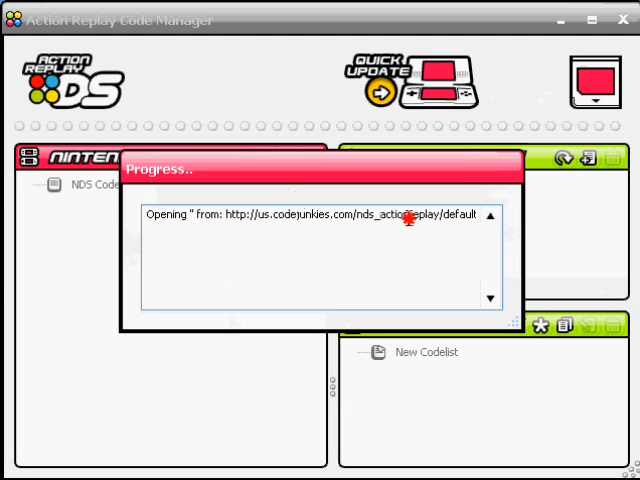 Action Replay Code Manager
ACTION
REPLAY
DS
QUICK
UPDATE
NINTEN
NDS Code
Progress..
Opening '' from: http://us.codejunkies.com/nds_actionreplay/default
New Codelist